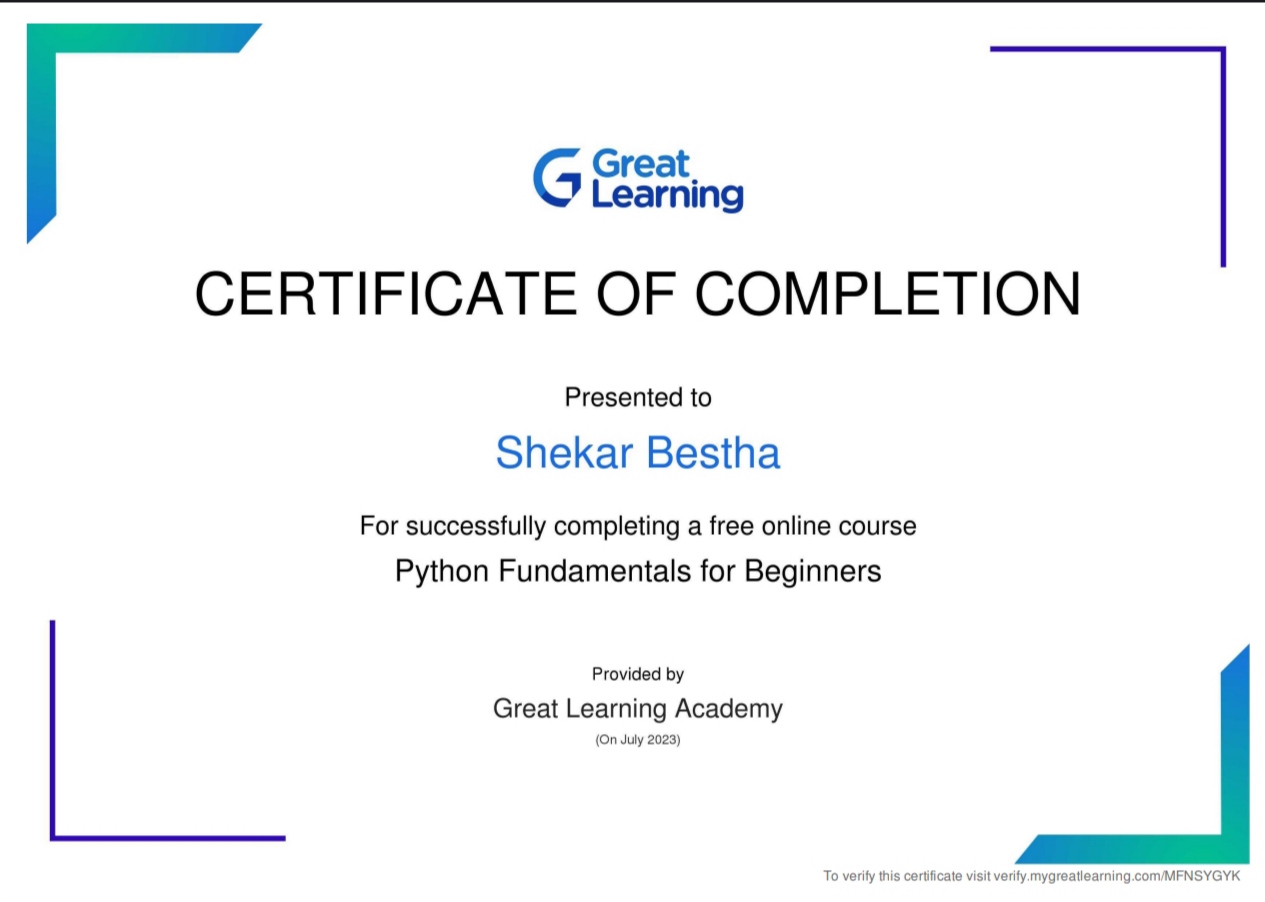 Great
Learning
CERTIFICATE OF COMPLETION
Presented to
Shekar Bestha
For successfully completing a free online course
Python Fundamentals for Beginners
Provided by
Great Learning Academy
(On July 2023)
To verify this certificate visit verify.mygreatlearning.com/MFNSYGYK